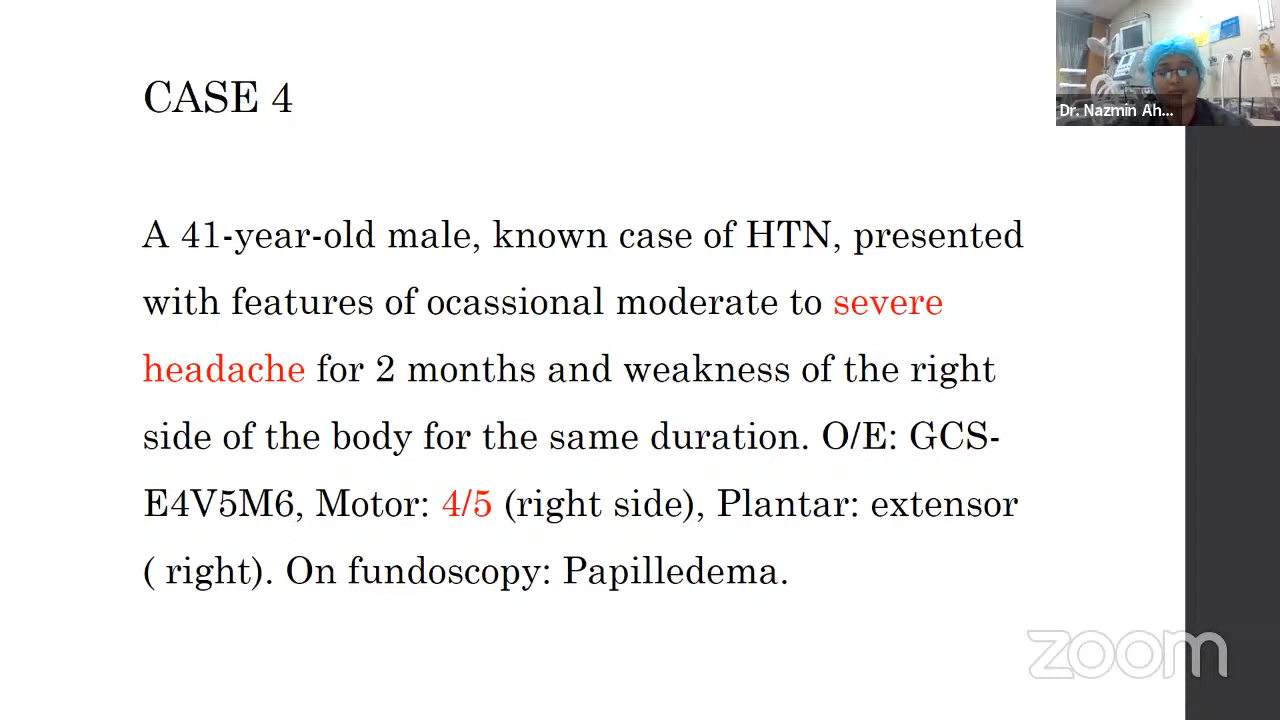 CASE 4
Dr. Nazmin Ah...
A 41-year-old male, known case of HTN, presented
with features of ocassional moderate to severe
headache for 2 months and weakness of the right
side of the body for the same duration. O/E: GCS-
E4V5M6, Motor: 4/5 (right side), Plantar: extensor
( right). On fundoscopy: Papilledema.
zoom